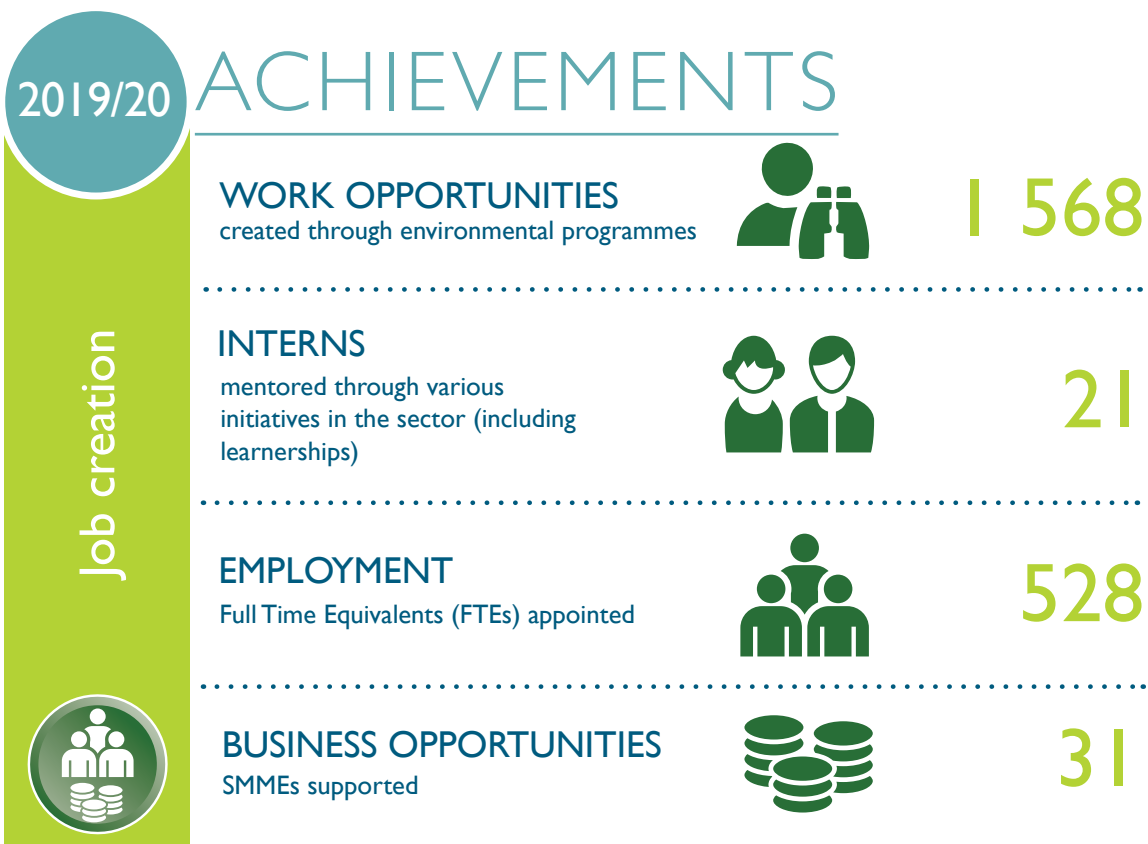 2019/20
ACHIEVEMENTS
Job creation
WORK OPPORTUNITIES
created through environmental programmes
1 568
INTERNS
mentored through various
initiatives in the sector (including
learnerships)
21
EMPLOYMENT
Full Time Equivalents (FTEs) appointed
528
BUSINESS OPPORTUNITIES
SMMEs supported
31